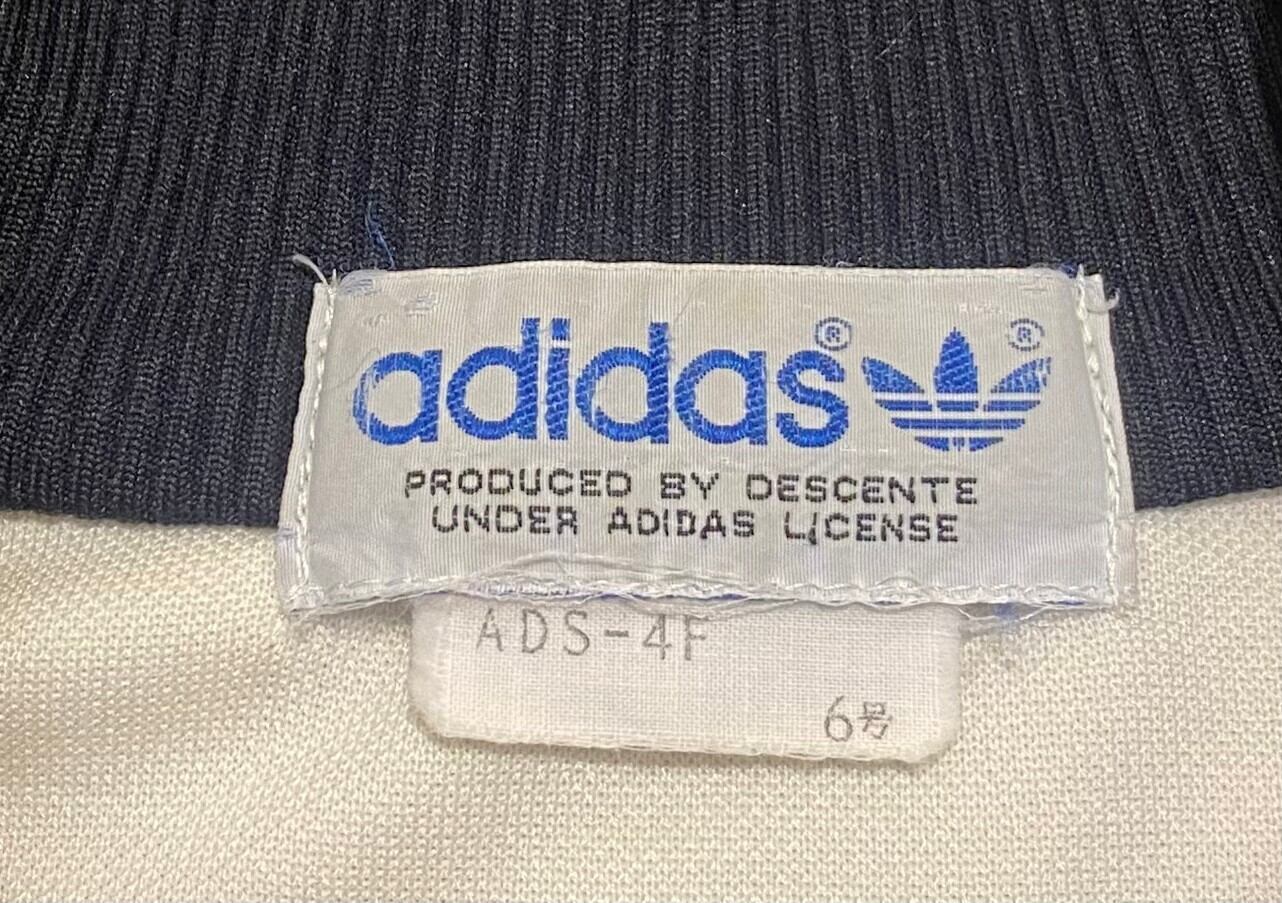 adidas® ®
PRODUCED BY DESCENTE
UNDER ADIDAS LICENSE
ADS-4F
6号